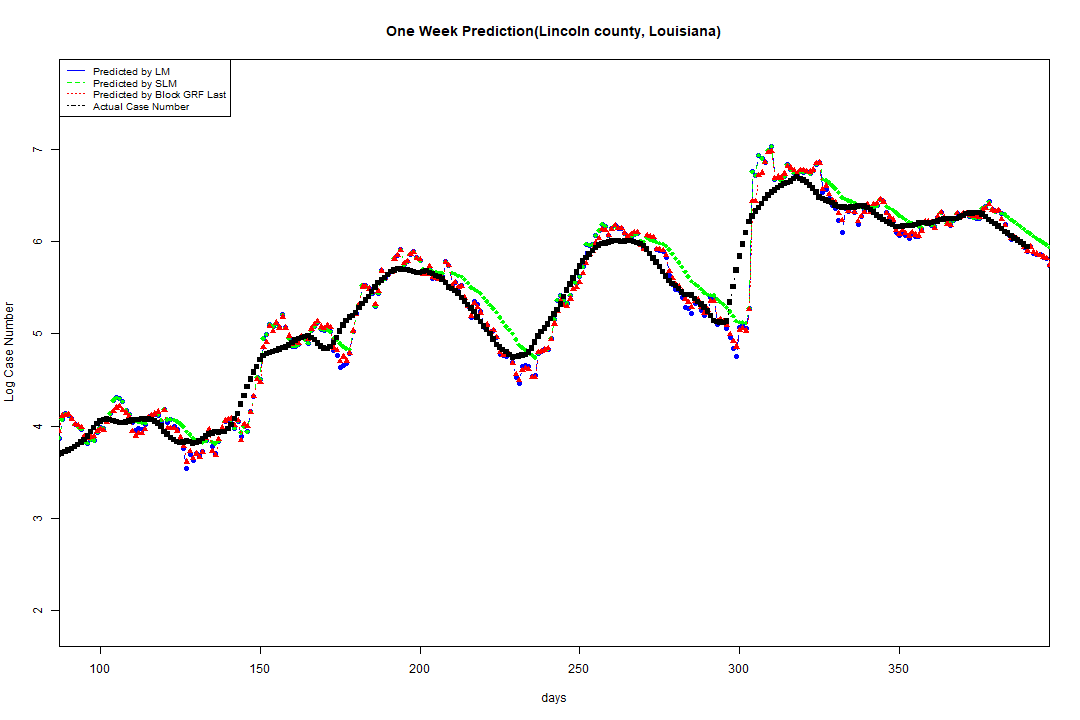 One Week Prediction(Lincoln county, Louisiana)
Predicted by LM
Predicted by SLM
Predicted by Block GRF Last
Actual Case Number
7
6
5
4
3
2
Log Case Number
100 150 200 250 300 350
days